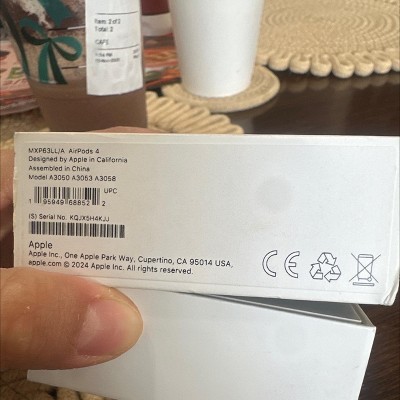 Item: 2 of 2
Total: 2
CAFE
MXP63LL/A AirPods 4
Designed by Apple in California
Assembled in China
Model A3050 A3053 A3058
UPC
1 95949 68852 2
(S) Serial No. KQJX5H4KJJ
Apple
Apple Inc., One Apple Park Way, Cupertino, CA 95014 USA,
apple.com © 2024 Apple Inc. All rights reserved.
CE